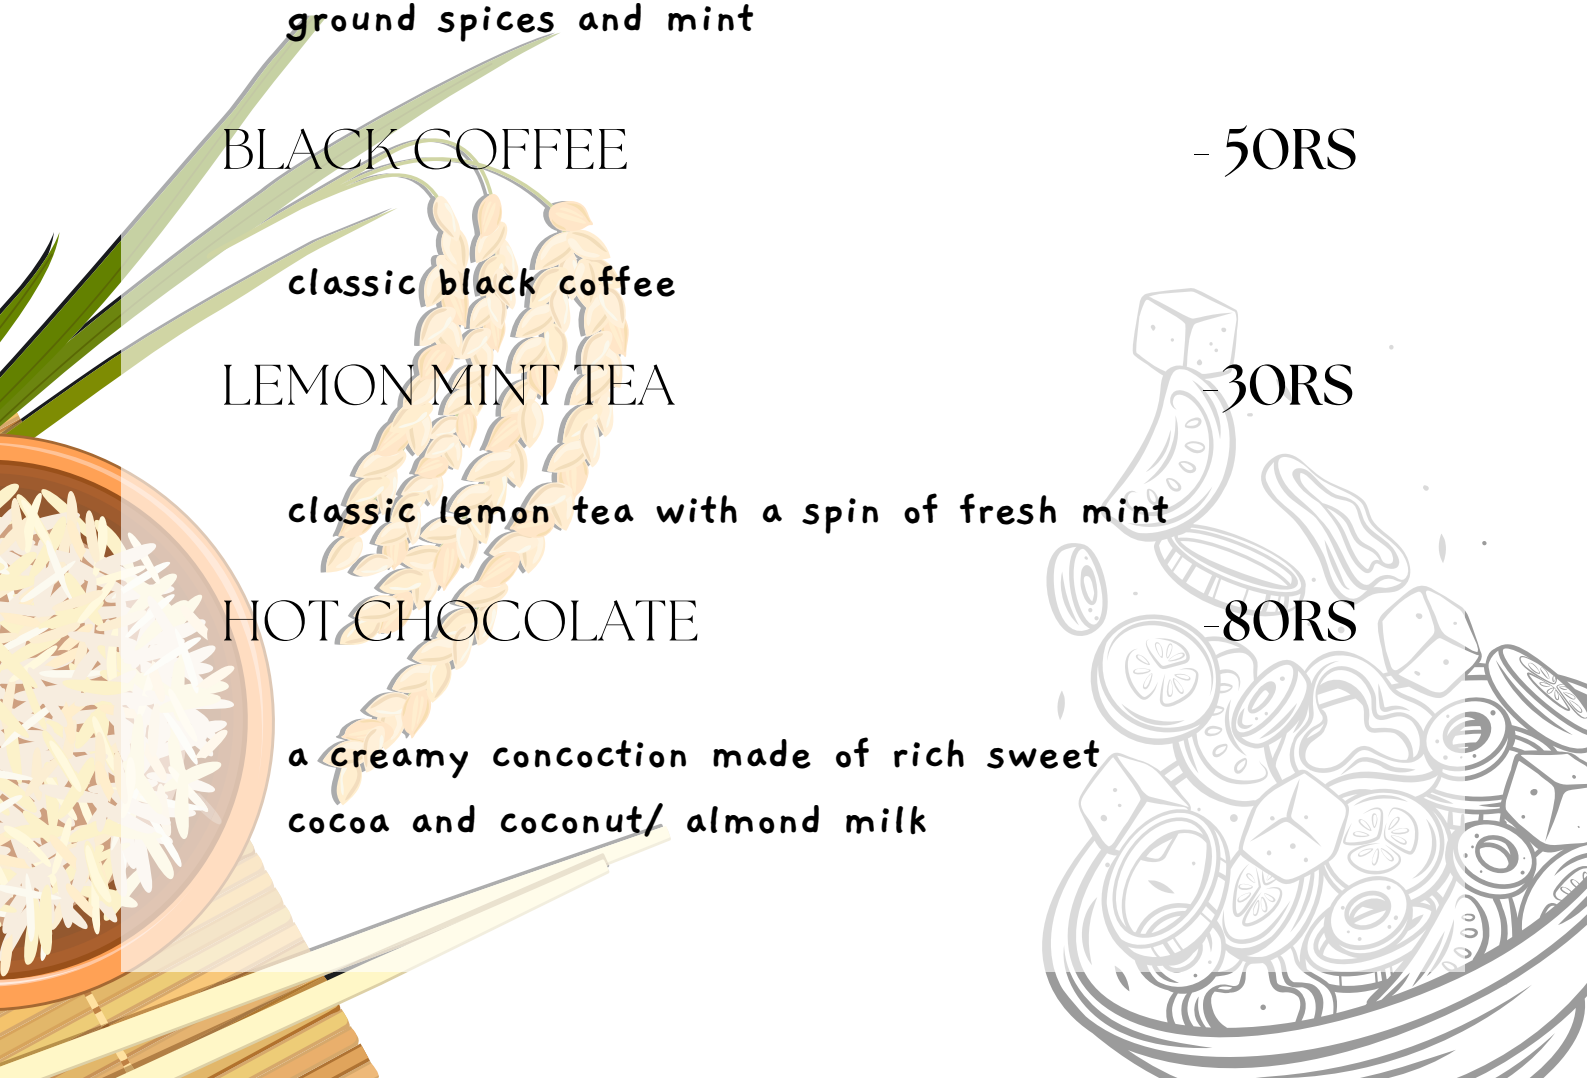 ground spices and mint
BLACK COFFEE - 50RS
classic black coffee
LEMON MINT TEA -30RS
classic lemon tea with a spin of fresh mint
HOT CHOCOLATE -80RS
a creamy concoction made of rich sweet
cocoa and coconut/ almond milk